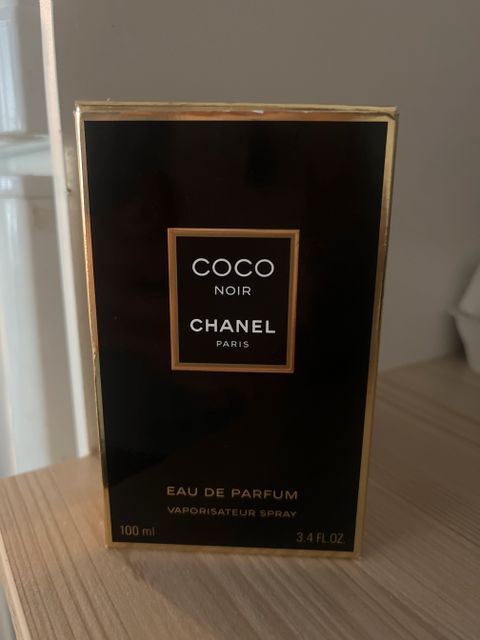 COCO
NOIR
CHANEL
PARIS
EAU DE PARFUM
VAPORISATEUR SPRAY
100 ml 3.4 FL.OZ.